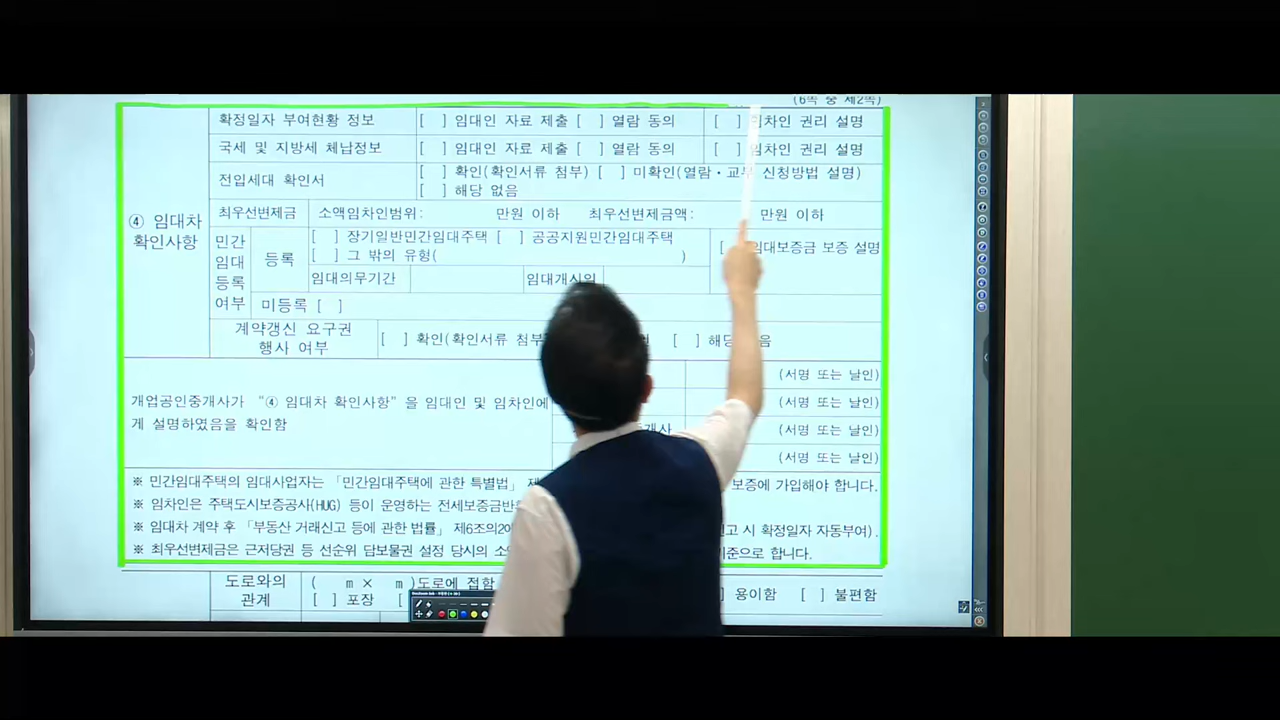 (6쪽 중 제2쪽)
확정일자 부여현황 정보 [ ] 임대인 자료 제출 [ ] 열람 동의 [ ] 임차인 권리 설명
국세 및 지방세 체납정보 [ ] 임대인 자료 제출 [ ] 열람 동의 [ ] 임차인 권리 설명
전입세대 확인서 [ ] 확인(확인서류 첨부) [ ] 미확인(열람・교부 신청방법 설명)
[ ] 해당 없음
④ 임대차 확인사항
최우선변제금 소액임차인범위: 만원 이하 최우선변제금액: 만원 이하
민간 임대 등록 여부
등록 [ ] 장기일반민간임대주택 [ ] 공공지원민간임대주택
[ ] 그 밖의 유형( )
[ ] 임대보증금 보증 설명
임대의무기간 임대개시일
미등록 [ ]
계약갱신 요구권 행사 여부
[ ] 확인(확인서류 �부 [ ] 해당 없음
개업공인중개사가 "④ 임대차 확인사항" 을 임대인 및 임차인에
게 설명하였음을 확인함
(서명 또는 날인)
(서명 또는 날인)
(서명 또는 날인)
(서명 또는 날인)
※ 민간임대주택의 임대사업자는 「민간임대주택에 관한 특별법」 제 보증에 가입해야 합니다.
※ 임차인은 주택도시보증공사(HUG) 등이 운영하는 전세보증금반
※ 임대차 계약 후 「부동산 거래신고 등에 관한 법률」 제6조의2에 고 시 확정일자 자동부여).
※ 최우선변제금은 근저당권 등 선순위 담보물권 설정 당시의 소 기준으로 합니다.
도로와의 관계
( m × m )도로에 접함
[ ] 포장 [ ] 용이함 [ ] 불편함